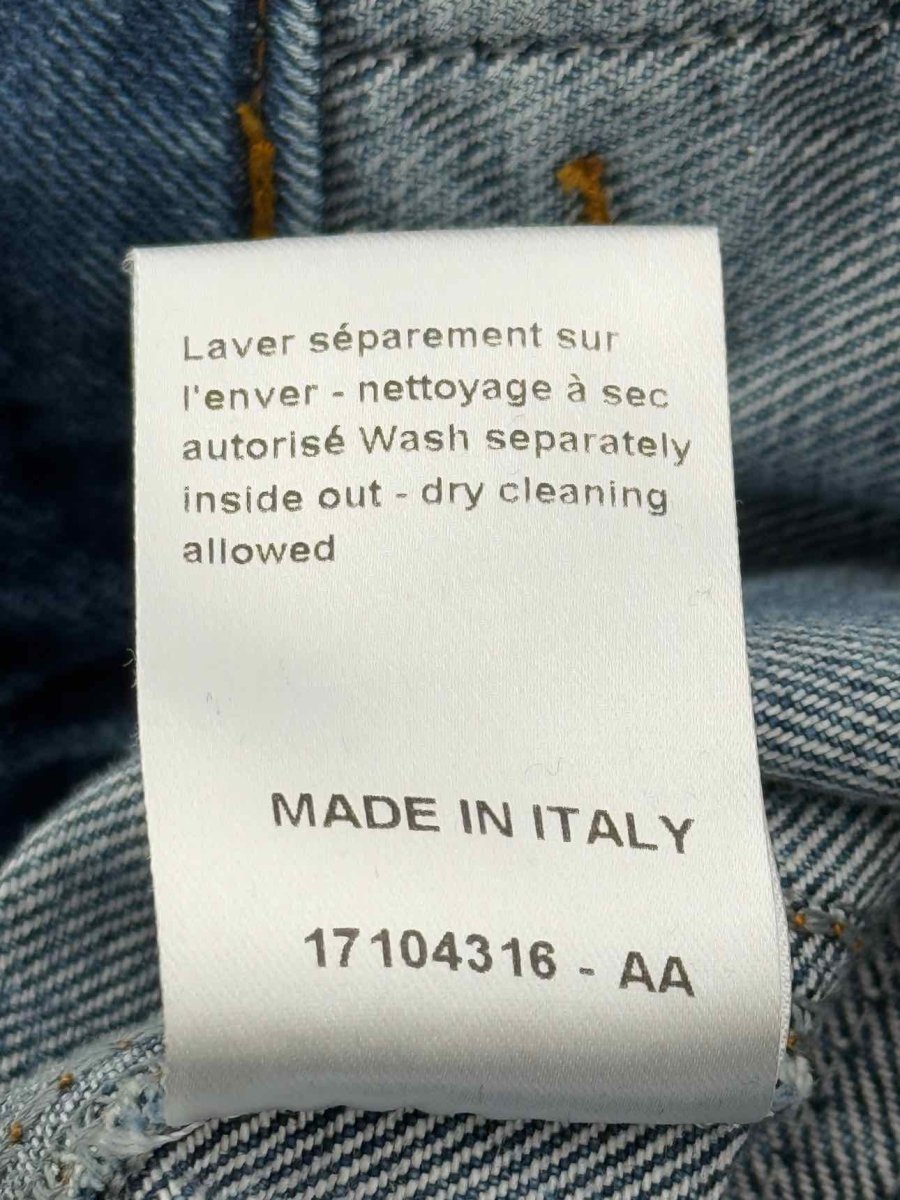 Laver séparement sur
l'enver - nettoyage à sec
autorisé Wash separately
inside out - dry cleaning
allowed
MADE IN ITALY
17104316 - AA